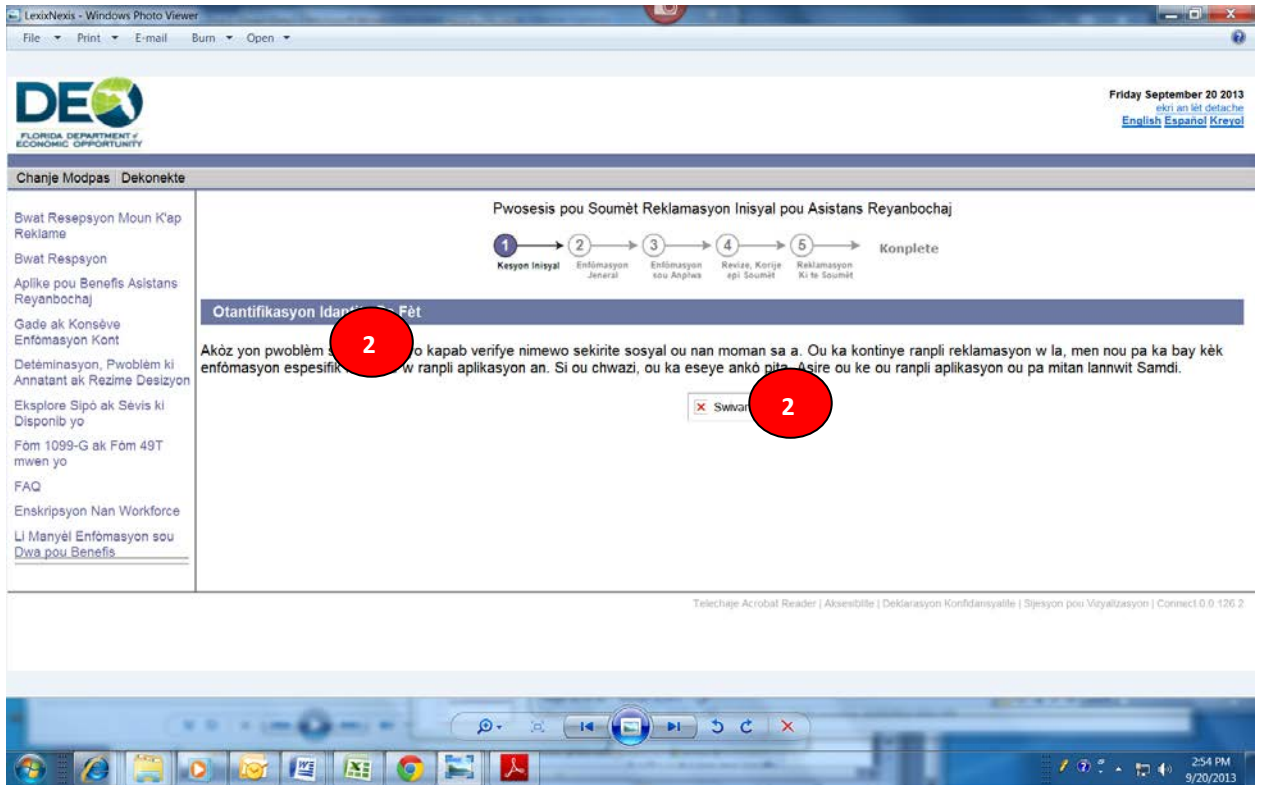 LexixNexis - Windows Photo Viewer
File Print E-mail Burn Open
DEO
FLORIDA DEPARTMENT of
ECONOMIC OPPORTUNITY
Friday September 20 2013
ekri an lèt detache
English Español Kreyol
Chanje Modpas Dekonekte
Bwat Resepsyon Moun K'ap
Reklame
Bwat Respsyon
Aplike pou Benefis Asistans
Reyanbochaj
Gade ak Konsève
Enfòmasyon Kont
Detèminasyon, Pwoblèm ki
Annatant ak Rezime Desizyon
Eksplore Sipò ak Sèvis ki
Disponib yo
Fòm 1099-G ak Fòm 49T
mwen yo
FAQ
Enskripsyon Nan Workforce
Li Manyèl Enfòmasyon sou
Dwa pou Benefis
Pwosesis pou Soumèt Reklamasyon Inisyal pou Asistans Reyanbochaj
1 2 3 4 5 Konplete
Kesyon Inisyal
Enfòmasyon
Jeneral
Enfòmasyon
sou Anplwa
Revize, Korije
epi Soumèt
Reklamasyon
Ki te Soumèt
Otantifikasyon Fèt
2
Akòz yon pwoblèm kapab verifye nimewo sekirite sosyal ou nan moman sa a. Ou ka kontinye ranpli reklamasyon w la, men nou pa ka bay kèk
enfòmasyon espesifik w ranpli aplikasyon an. Si ou chwazi, ou ka eseye ankò pita. Asire ou ke ou ranpli aplikasyon ou pa mitan lannwit Samdi.
2
Telechaje Acrobat Reader | Aksesiblite | Deklarasyon Konfidansyalite | Sijesyon pou Vizyalizasyon | Connect.0.0.126.2
2:54 PM
9/20/2013